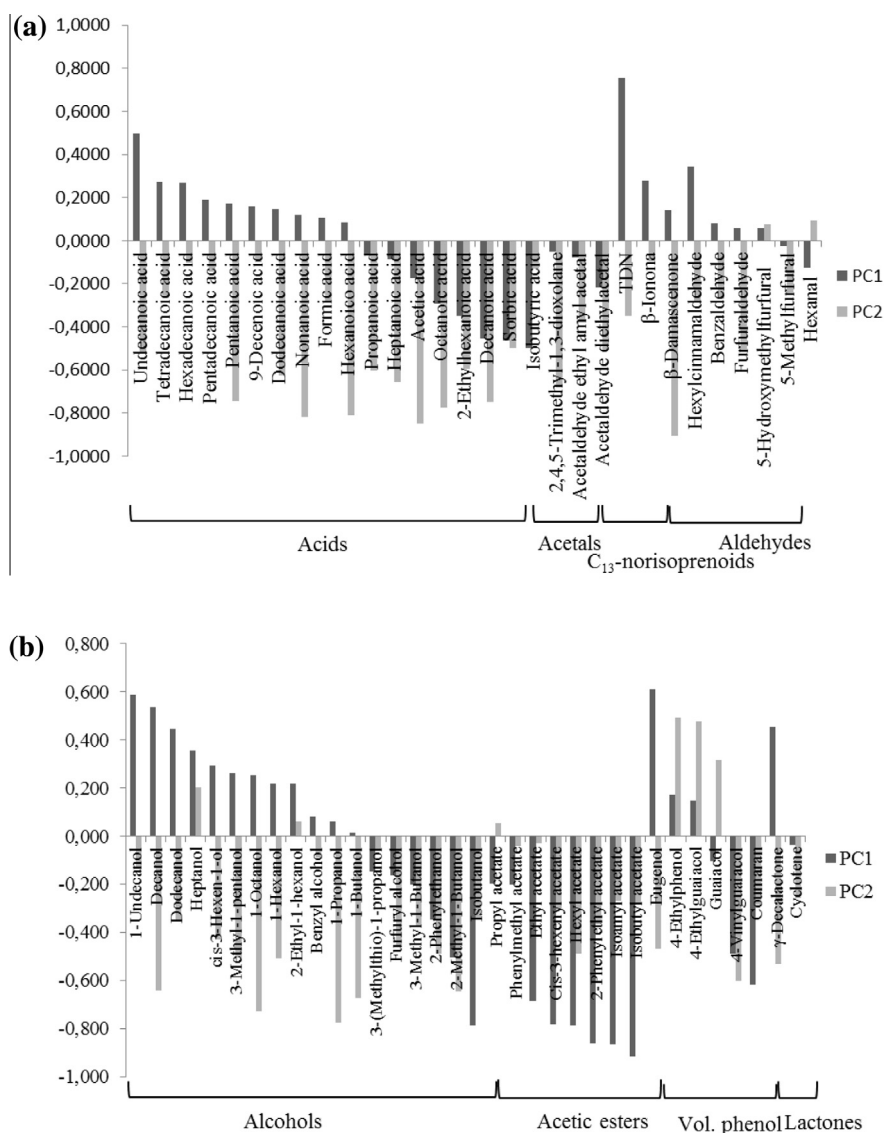 (a)
1,0000
0,8000
0,6000
0,4000
0,2000
0,0000
-0,2000
-0,4000
-0,6000
-0,8000
-1,0000
Undecanoic acid
Tetradecanoic acid
Hexadecanoic acid
Pentadecanoic acid
Pentanoic acid
9-Decenoic acid
Dodecanoic acid
Nonanoic acid
Formic acid
Hexanoico acid
Propanoic acid
Heptanoic acid
Acetic acid
Octanoic acid
2-Ethylhexanoic acid
Decanoic acid
Sorbic acid
Isobutyric acid
2,4,5-Trimethyl-1,3-dioxolane
Acetaldehyde ethyl amyl acetal
Acetaldehyde diethyl acetal
TDN
β-Ionona
β-Damascenone
Hexylcinnamaldehyde
Benzaldehyde
Furfuraldehyde
5-Hydroxymethylfurfural
5-Methylfurfural
Hexanal
PC1
PC2
Acids
Acetals
C13-norisoprenoids
Aldehydes
(b)
0,800
0,600
0,400
0,200
0,000
-0,200
-0,400
-0,600
-0,800
-1,000
1-Undecanol
Decanol
Dodecanol
Heptanol
cis-3-Hexen-1-ol
3-Methyl-1-pentanol
1-Octanol
1-Hexanol
2-Ethyl-1-hexanol
Benzyl alcohol
1-Propanol
1-Butanol
3-(Methylthio)-1-propanol
Furfuryl alcohol
3-Methyl-1-Butanol
2-Phenylethanol
2-Methyl-1-Butanol
Isobutanol
Propyl acetate
Phenylmethyl acetate
Ethyl acetate
Cis-3-hexenyl acetate
Hexyl acetate
2-Phenylethyl acetate
Isoamyl acetate
Isobutyl acetate
Eugenol
4-Ethylphenol
4-Ethylguaiacol
Guaiacol
4-Vinylguaiacol
Coumaran
γ-Decalactone
Cyclotene
PC1
PC2
Alcohols
Acetic esters
Vol. phenol
Lactones